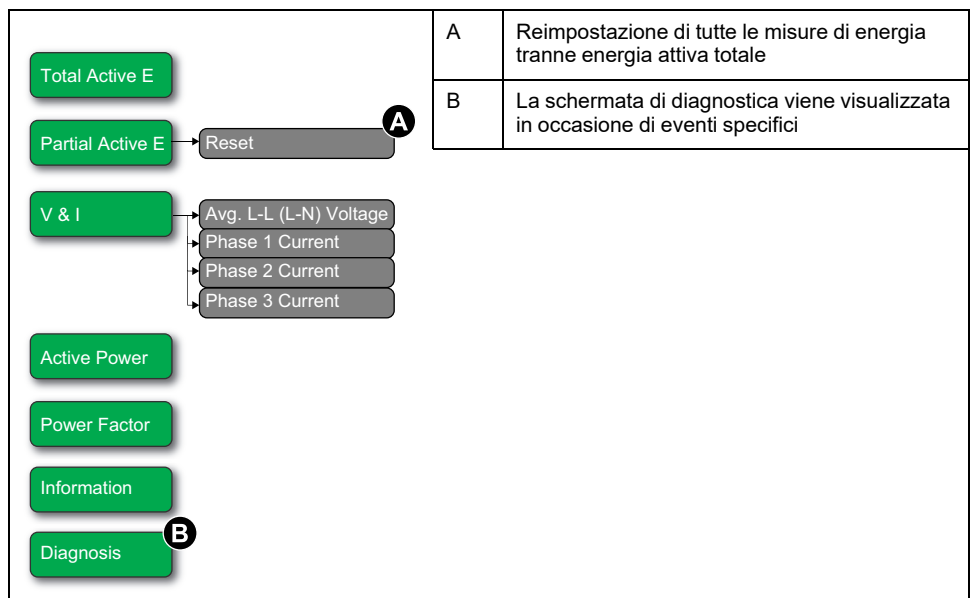 A
Reimpostazione di tutte le misure di energia
tranne energia attiva totale
B
La schermata di diagnostica viene visualizzata
in occasione di eventi specifici
Total Active E
Partial Active E
Reset
A
V & I
Avg. L-L (L-N) Voltage
Phase 1 Current
Phase 2 Current
Phase 3 Current
Active Power
Power Factor
Information
Diagnosis
B